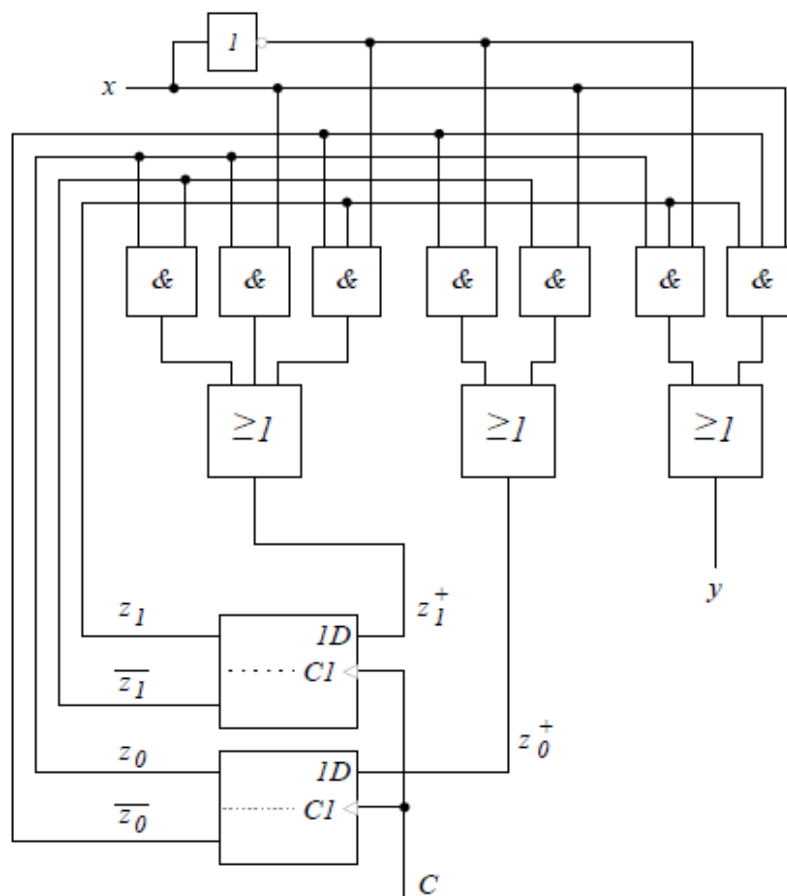 1
x
& & & & & & &
≥1 ≥1 ≥1
y
z₁ z₁⁺
1D
z̅₁̅ C1
z₀⁺
z₀ 1D
z̅₀̅ C1
C